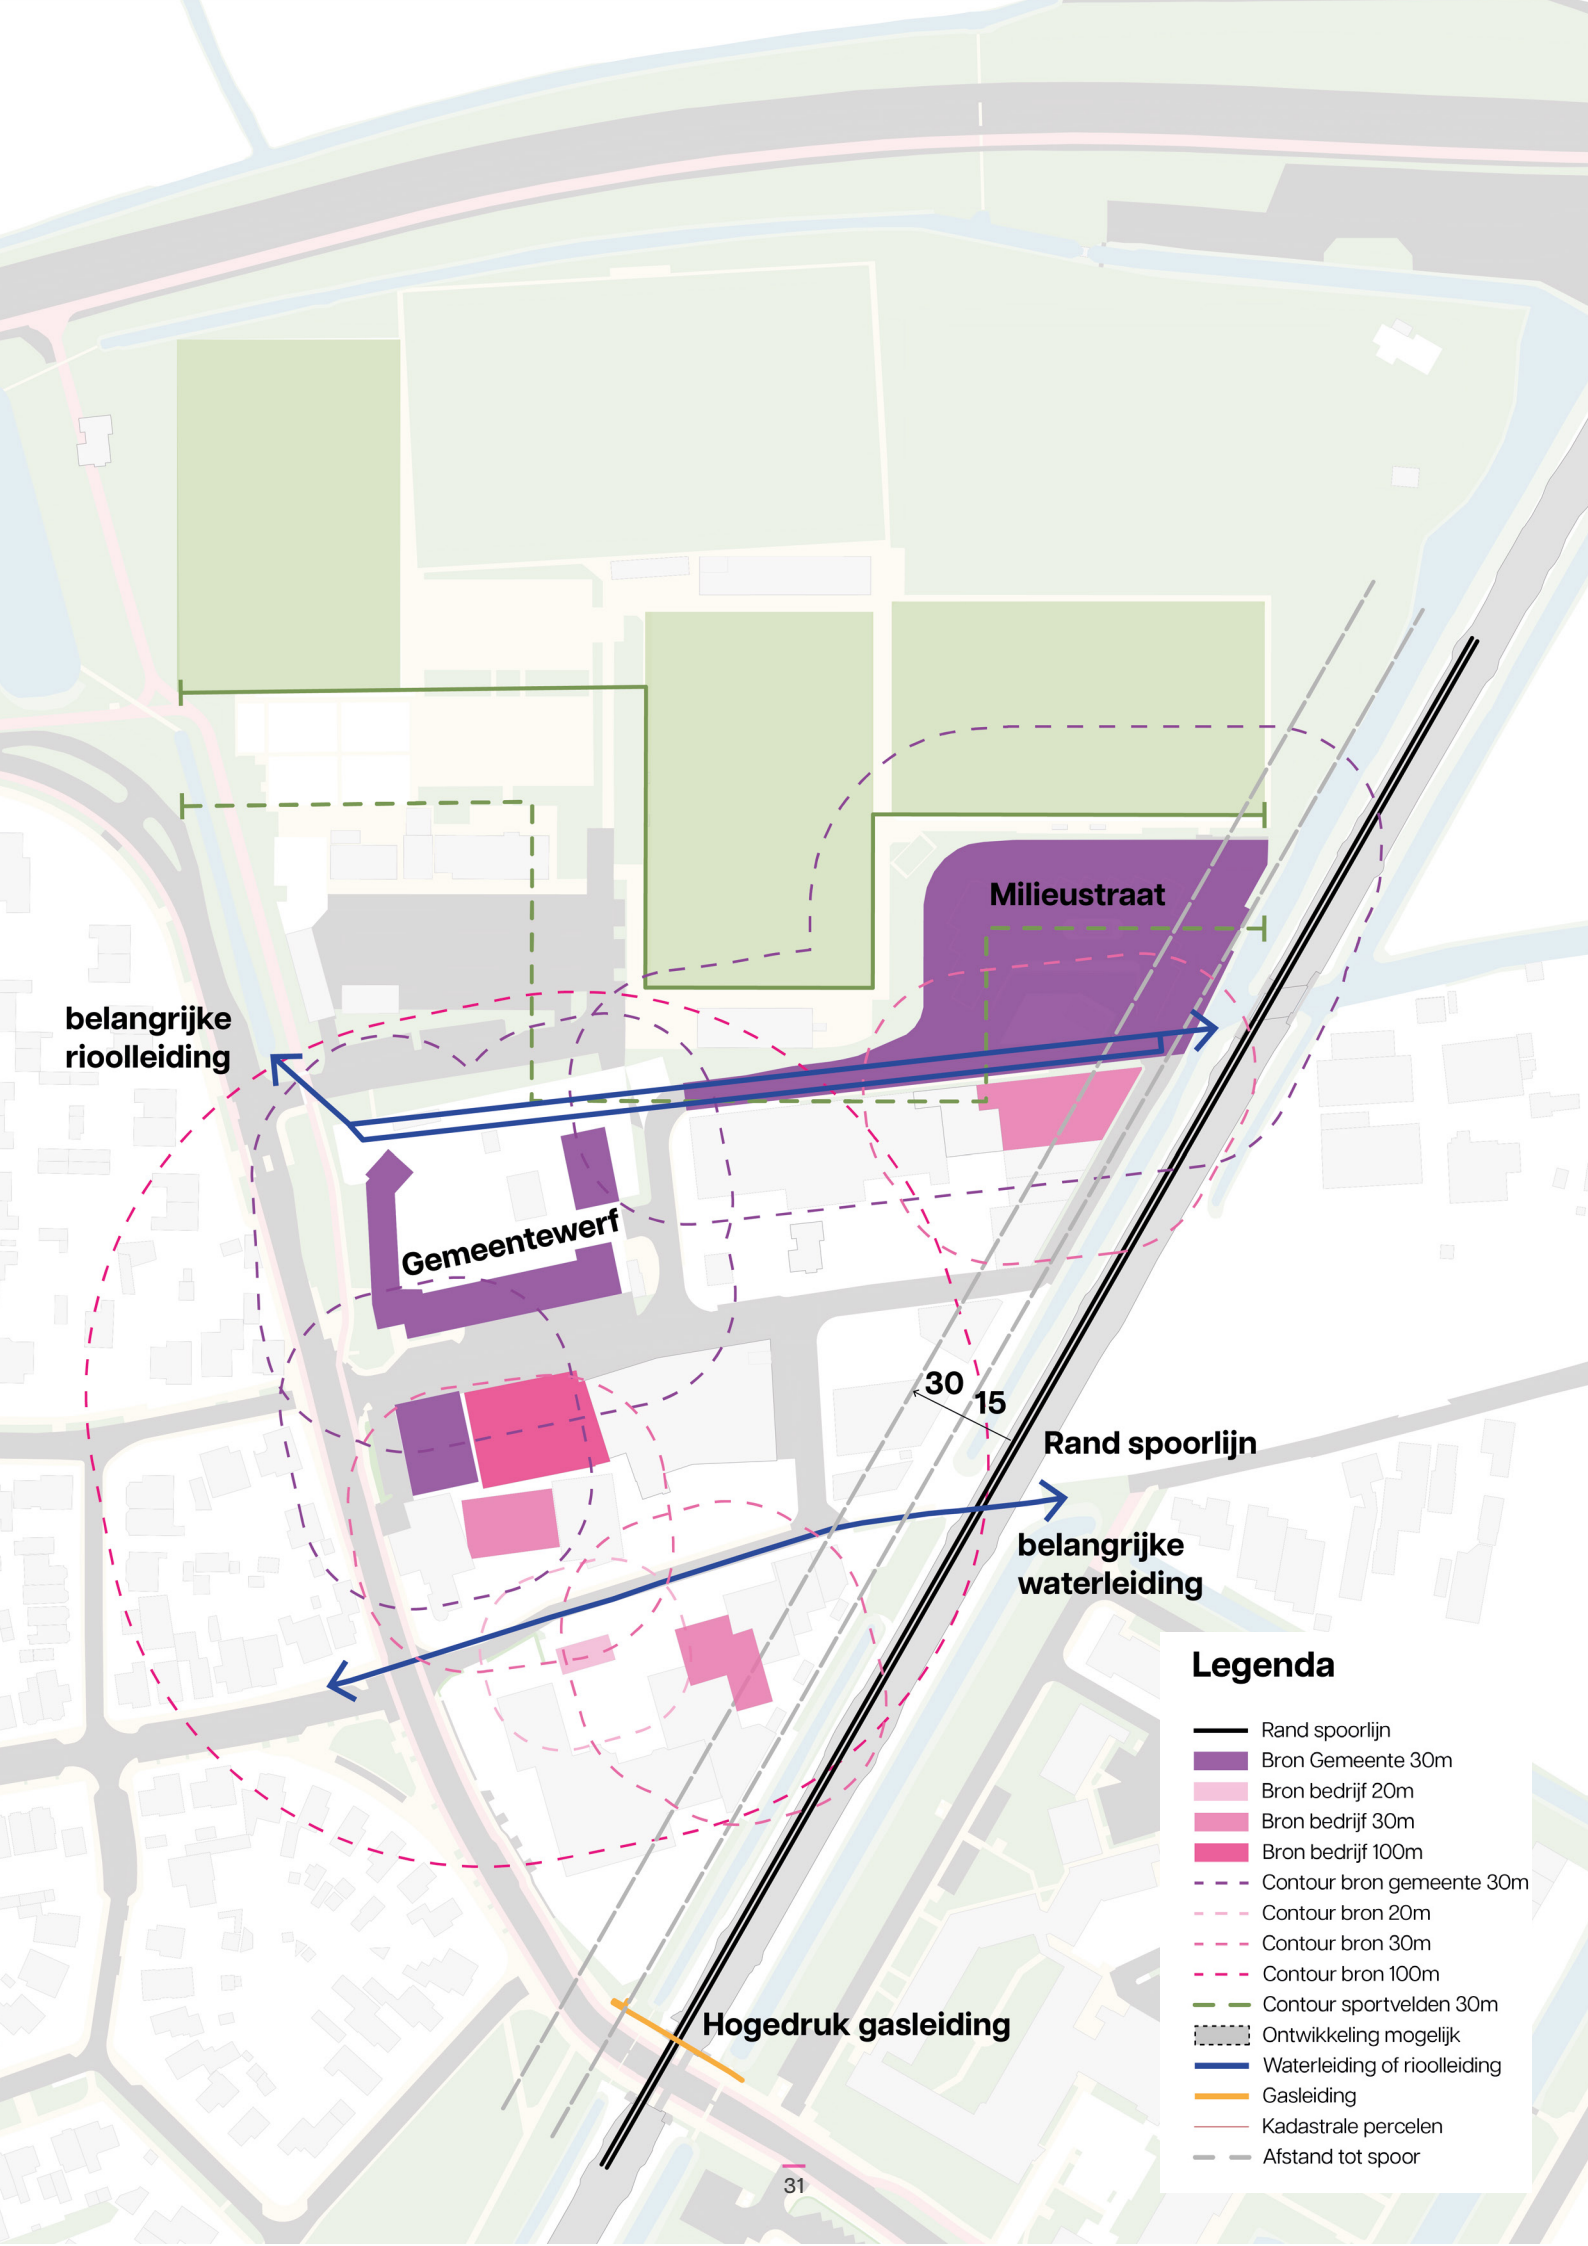 Milieustraat
belangrijke
rioolleiding
Gemeentewerf
30
15
Rand spoorlijn
belangrijke
waterleiding
Hogedruk gasleiding
Legenda
Rand spoorlijn
Bron Gemeente 30m
Bron bedrijf 20m
Bron bedrijf 30m
Bron bedrijf 100m
Contour bron gemeente 30m
Contour bron 20m
Contour bron 30m
Contour bron 100m
Contour sportvelden 30m
Ontwikkeling mogelijk
Waterleiding of rioolleiding
Gasleiding
Kadastrale percelen
Afstand tot spoor
31